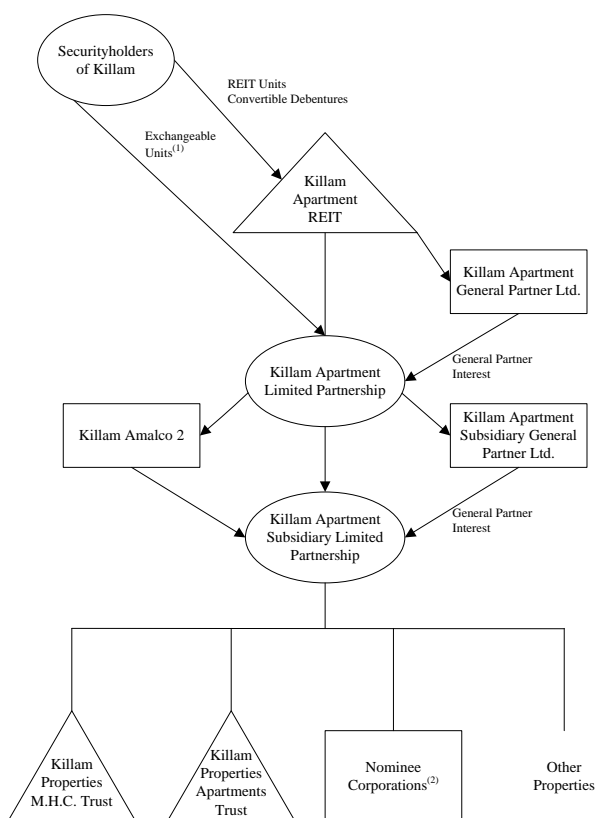 Securityholders
of Killam
REIT Units
Convertible Debentures
Exchangeable
Units(1)
Killam
Apartment
REIT
Killam Apartment
General Partner Ltd.
General Partner
Interest
Killam Apartment
Limited Partnership
Killam Amalco 2
Killam Apartment
Subsidiary General
Partner Ltd.
Killam Apartment
Subsidiary Limited
Partnership
General Partner
Interest
Killam
Properties
M.H.C. Trust
Killam
Properties
Apartments
Trust
Nominee
Corporations(2)
Other
Properties